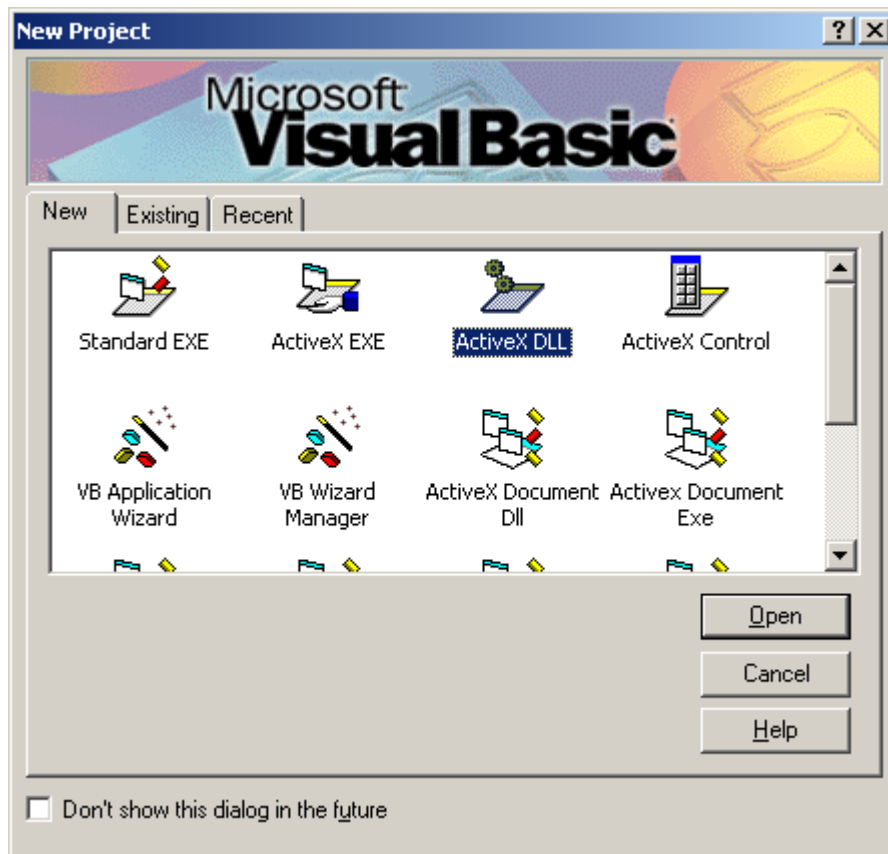 New Project
Microsoft
Visual Basic
New Existing Recent
Standard EXE ActiveX EXE ActiveX DLL ActiveX Control
VB Application Wizard VB Wizard Manager ActiveX Document Dll Activex Document Exe
Open
Cancel
Help
Don't show this dialog in the future